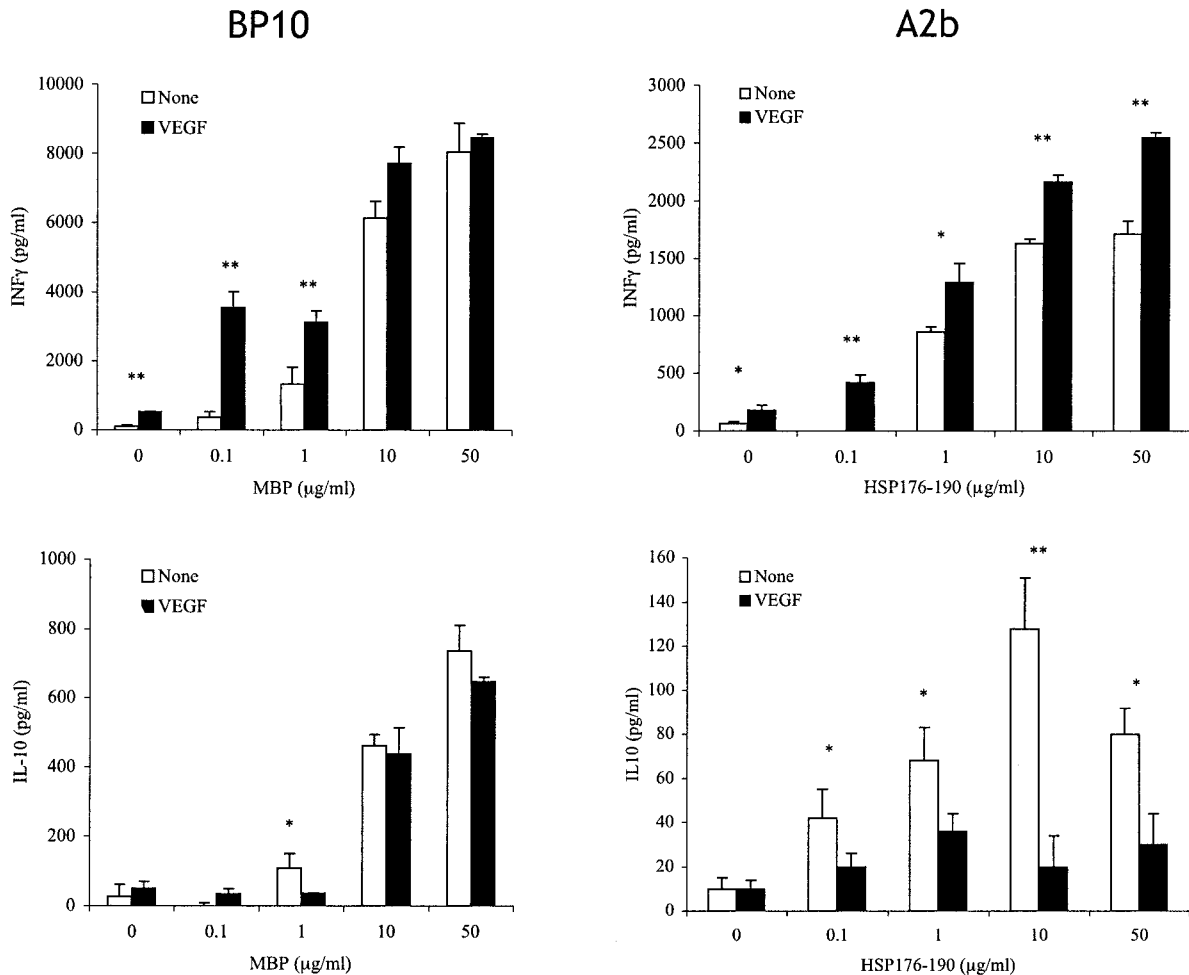 BP10
A2b
10000
8000
6000
4000
2000
0
INFγ (pg/ml)
None
VEGF
**
**
**
0 0.1 1 10 50
MBP (µg/ml)
3000
2500
2000
1500
1000
500
0
INFγ (pg/ml)
None
VEGF
*
**
*
**
**
0 0.1 1 10 50
HSP176-190 (µg/ml)
1000
800
600
400
200
0
IL-10 (pg/ml)
None
VEGF
*
0 0.1 1 10 50
MBP (µg/ml)
160
140
120
100
80
60
40
20
0
IL10 (pg/ml)
None
VEGF
*
*
**
*
0 0.1 1 10 50
HSP176-190 (µg/ml)